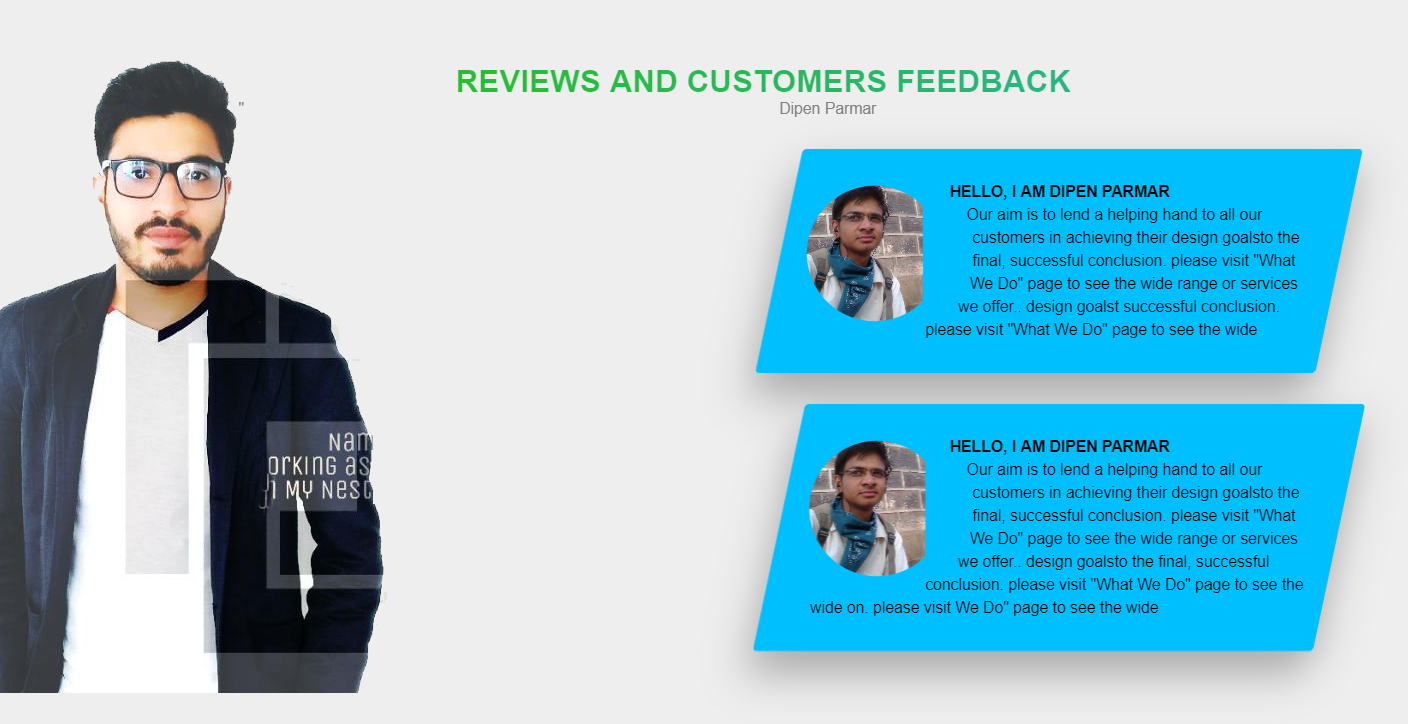 REVIEWS AND CUSTOMERS FEEDBACK
"
Dipen Parmar
HELLO, I AM DIPEN PARMAR
Our aim is to lend a helping hand to all our
customers in achieving their design goalsto the
final, successful conclusion. please visit "What
We Do" page to see the wide range or services
we offer.. design goalst successful conclusion.
please visit "What We Do" page to see the wide
Nam
orking as
My Nest
HELLO, I AM DIPEN PARMAR
Our aim is to lend a helping hand to all our
customers in achieving their design goalsto the
final, successful conclusion. please visit "What
We Do" page to see the wide range or services
we offer.. design goalsto the final, successful
conclusion. please visit "What We Do" page to see the
wide on. please visit We Do" page to see the wide